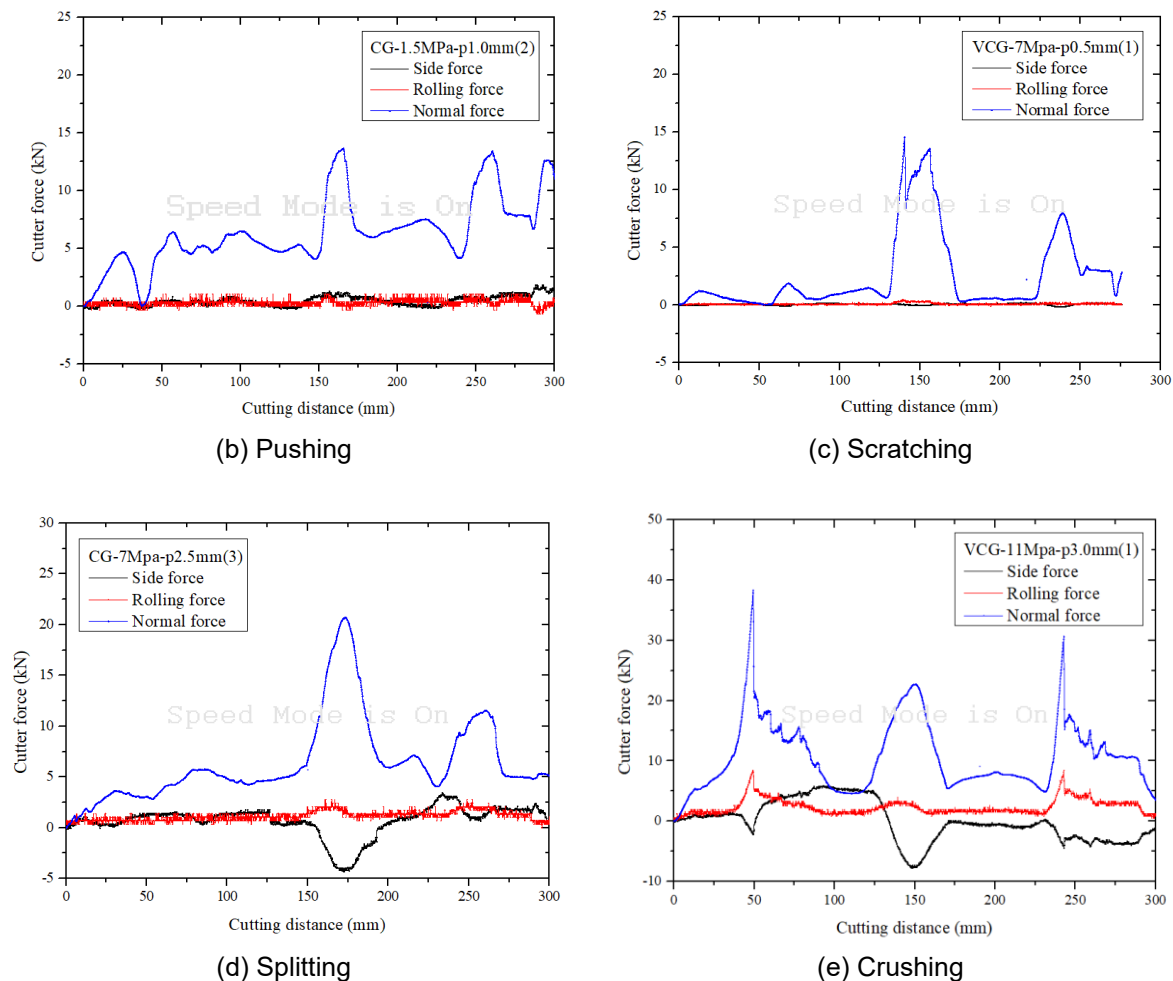 25
20
15
10
5
0
-5
Cutter force (kN)
CG-1.5MPa-p1.0mm(2)
Side force
Rolling force
Normal force
Speed Mode is On
0 50 100 150 200 250 300
Cutting distance (mm)
(b) Pushing
25
20
15
10
5
0
-5
Cutter force (kN)
VCG-7Mpa-p0.5mm(1)
Side force
Rolling force
Normal force
Speed Mode is On
0 50 100 150 200 250 300
Cutting distance (mm)
(c) Scratching
30
25
20
15
10
5
0
-5
Cutter force (kN)
CG-7Mpa-p2.5mm(3)
Side force
Rolling force
Normal force
Speed Mode is On
0 50 100 150 200 250 300
Cutting distance (mm)
(d) Splitting
50
40
30
20
10
0
-10
Cutter force (kN)
VCG-11Mpa-p3.0mm(1)
Side force
Rolling force
Normal force
Speed Mode is On
0 50 100 150 200 250 300
Cutting distance (mm)
(e) Crushing